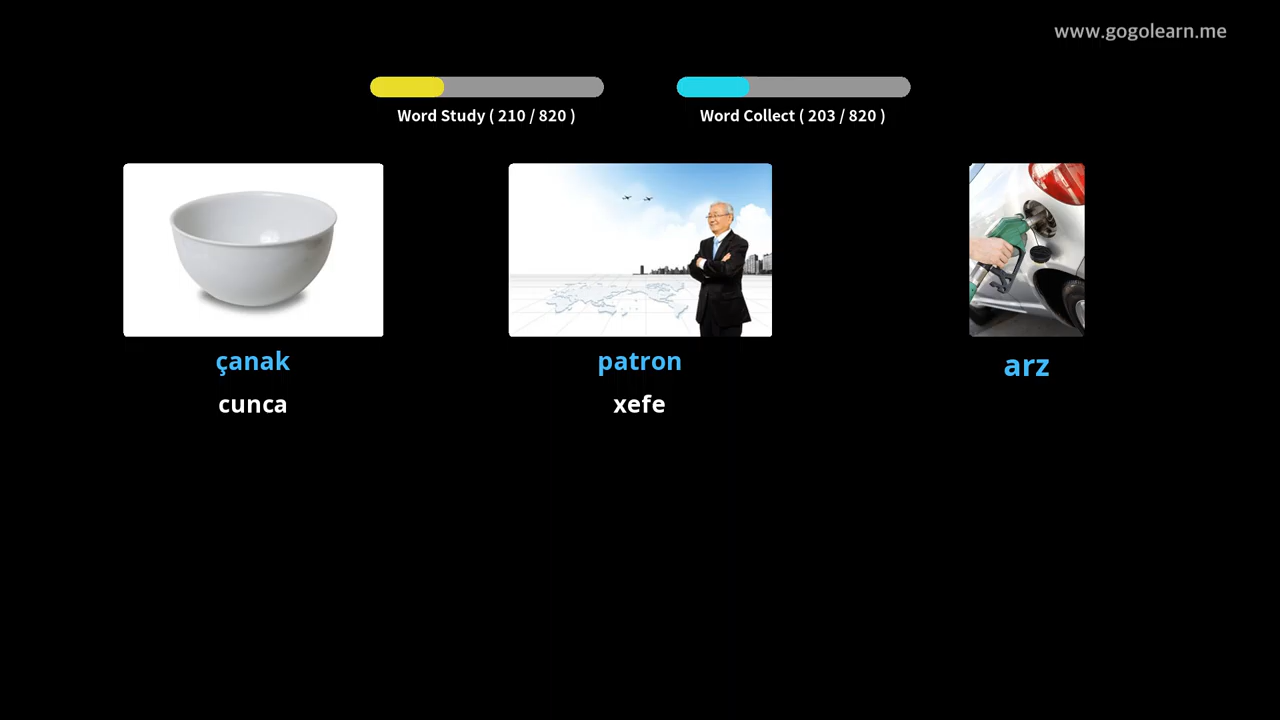 www.gogolearn.me
Word Study ( 210 / 820 )
Word Collect ( 203 / 820 )
çanak
patron
arz
cunca
xefe